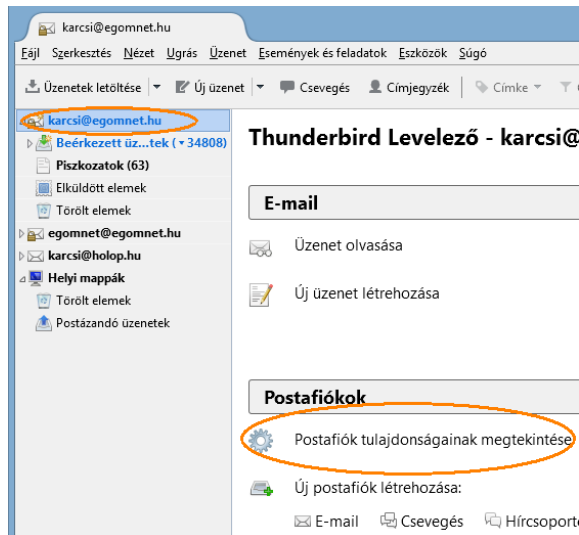 karcsi@egomnet.hu
Fájl Szerkesztés Nézet Ugrás Üzenet Események és feladatok Eszközök Súgó
Üzenetek letöltése Új üzenet Csevegés Címjegyzék Címke
karcsi@egomnet.hu
Beérkezett üz...tek (▾34808)
Piszkozatok (63)
Elküldött elemek
Törölt elemek
egomnet@egomnet.hu
karcsi@holop.hu
Helyi mappák
Törölt elemek
Postázandó üzenetek
Thunderbird Levelező - karcsi@
E-mail
Üzenet olvasása
Új üzenet létrehozása
Postafiókok
Postafiók tulajdonságainak megtekintése
Új postafiók létrehozása:
E-mail Csevegés Hírcsoporto